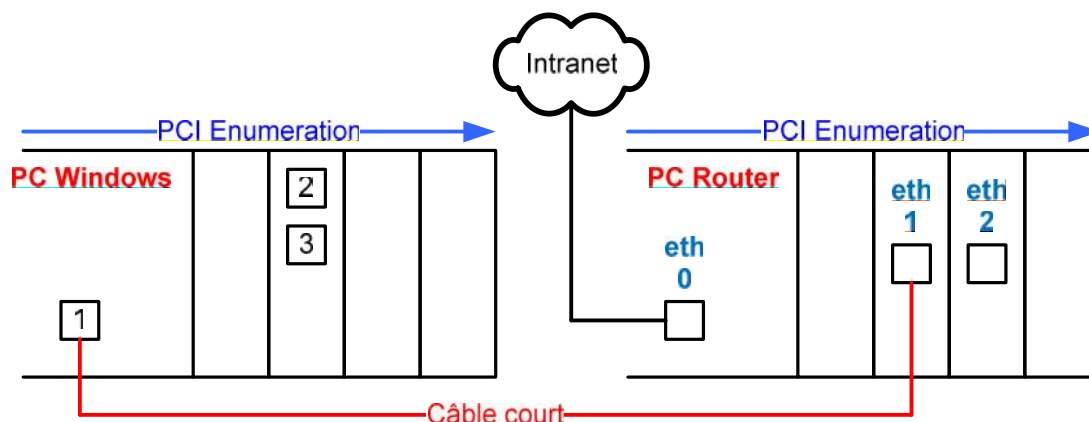 Intranet
PCI Enumeration
PCI Enumeration
PC Windows
2
3
1
PC Router
eth
1
eth
2
eth
0
Câble court